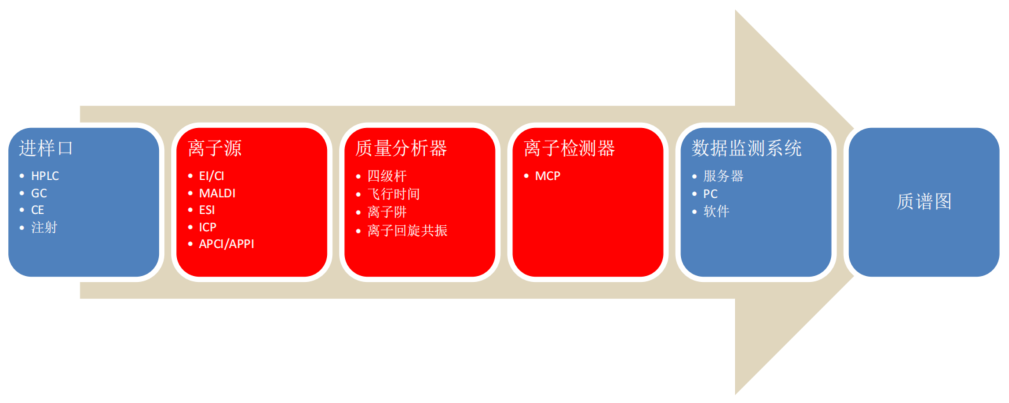 进样口
• HPLC
• GC
• CE
• 注射
离子源
• EI/CI
• MALDI
• ESI
• ICP
• APCI/APPI
质量分析器
• 四级杆
• 飞行时间
• 离子阱
• 离子回旋共振
离子检测器
• MCP
数据监测系统
• 服务器
• PC
• 软件
质谱图